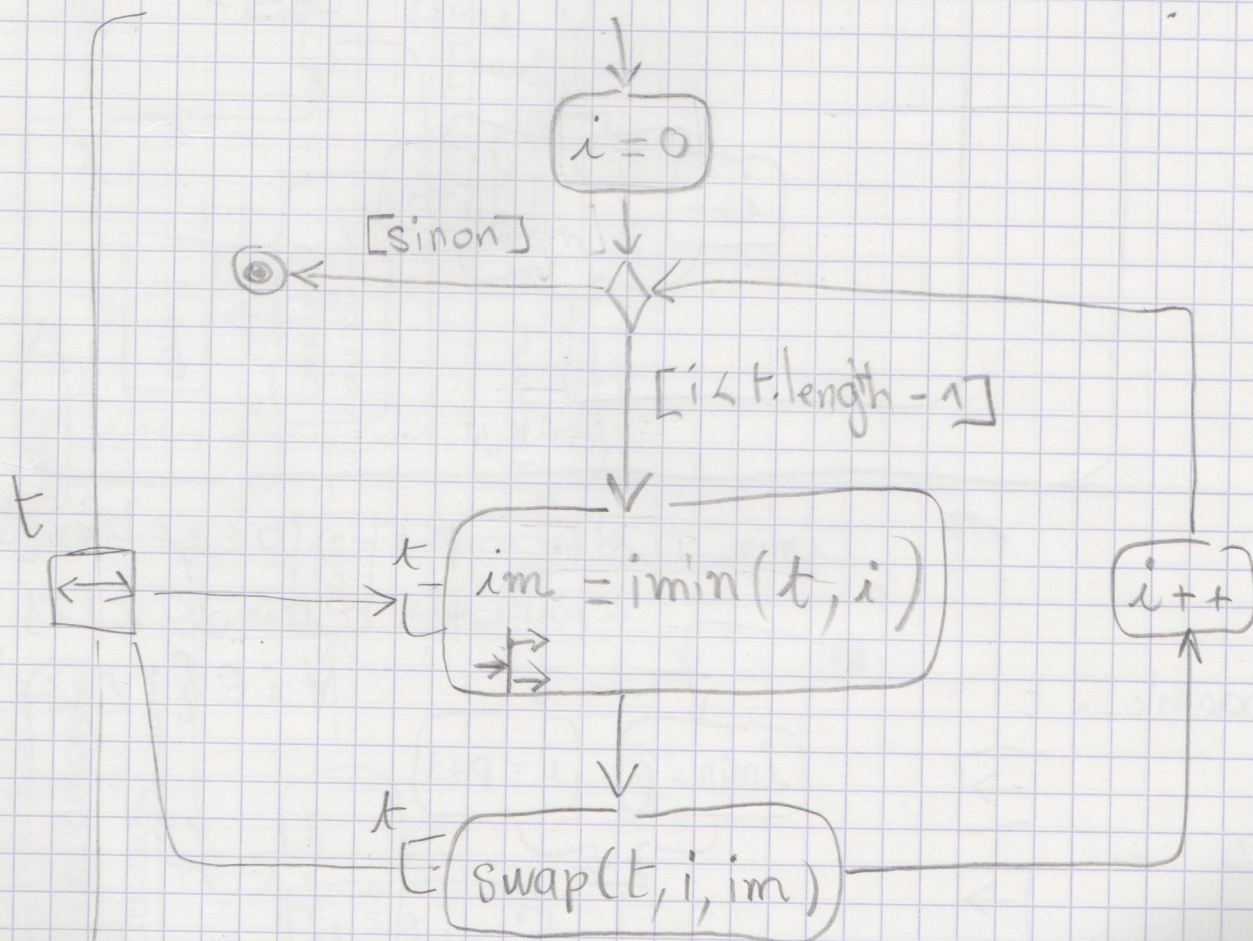 i = 0
[sinon]
[i < t.length - 1]
t
t
im = imin(t, i)
i++
t
swap(t, i, im)